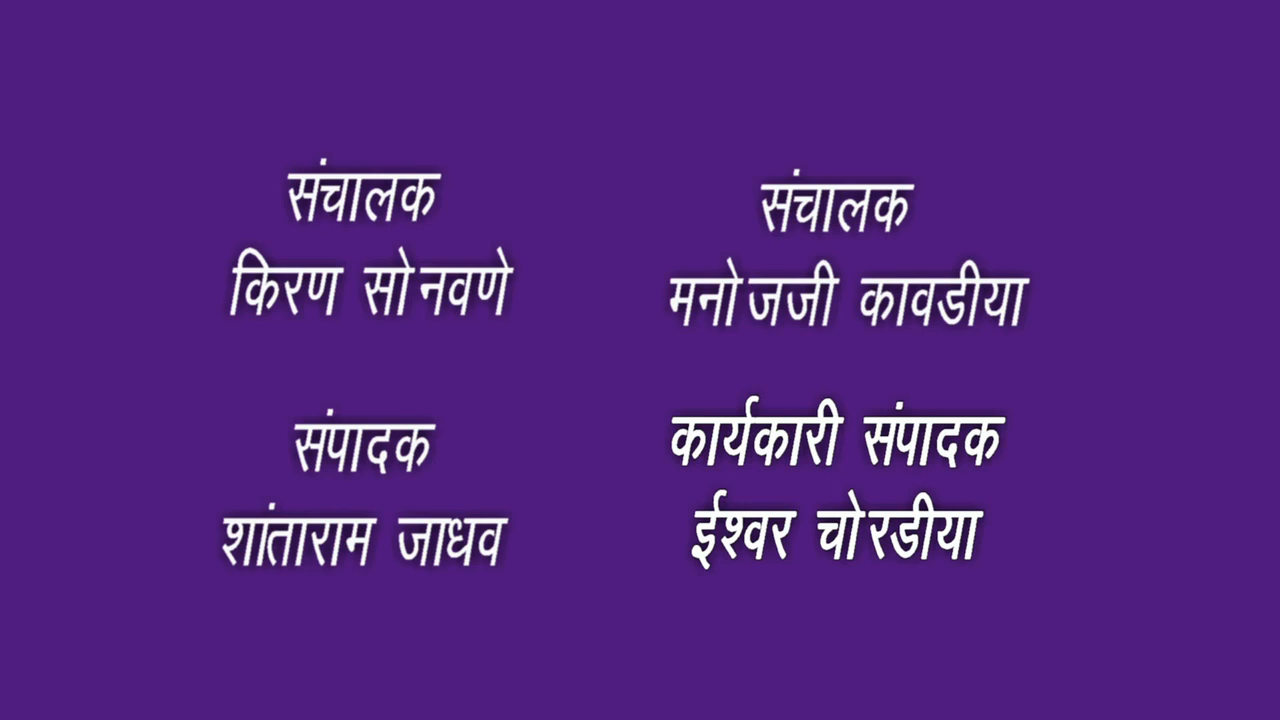 संचालक
किरण सोनवणे
संचालक
मनोजजी कावडीया
संपादक
शांताराम जाधव
कार्यकारी संपादक
ईश्वर चोरडीया